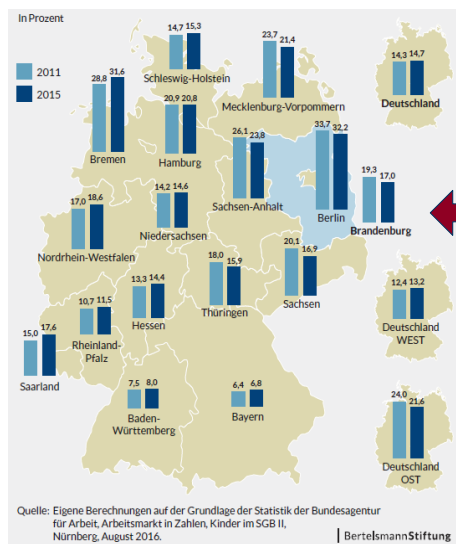 In Prozent
2011
2015
14,7 15,3
Schleswig-Holstein
23,7 21,4
Mecklenburg-Vorpommern
14,3 14,7
Deutschland
28,8 31,6
Bremen
20,9 20,8
Hamburg
26,1 23,8
Sachsen-Anhalt
33,7 32,2
Berlin
19,3 17,0
Brandenburg
17,0 18,6
Nordrhein-Westfalen
14,2 14,6
Niedersachsen
20,1 16,9
Sachsen
18,0 15,9
Thüringen
13,3 14,4
Hessen
12,4 13,2
Deutschland
WEST
10,7 11,5
Rheinland-
Pfalz
15,0 17,6
Saarland
7,5 8,0
Baden-
Württemberg
6,4 6,8
Bayern
24,0 21,6
Deutschland
OST
Quelle: Eigene Berechnungen auf der Grundlage der Statistik der Bundesagentur
für Arbeit, Arbeitsmarkt in Zahlen, Kinder im SGB II,
Nürnberg, August 2016.
BertelsmannStiftung